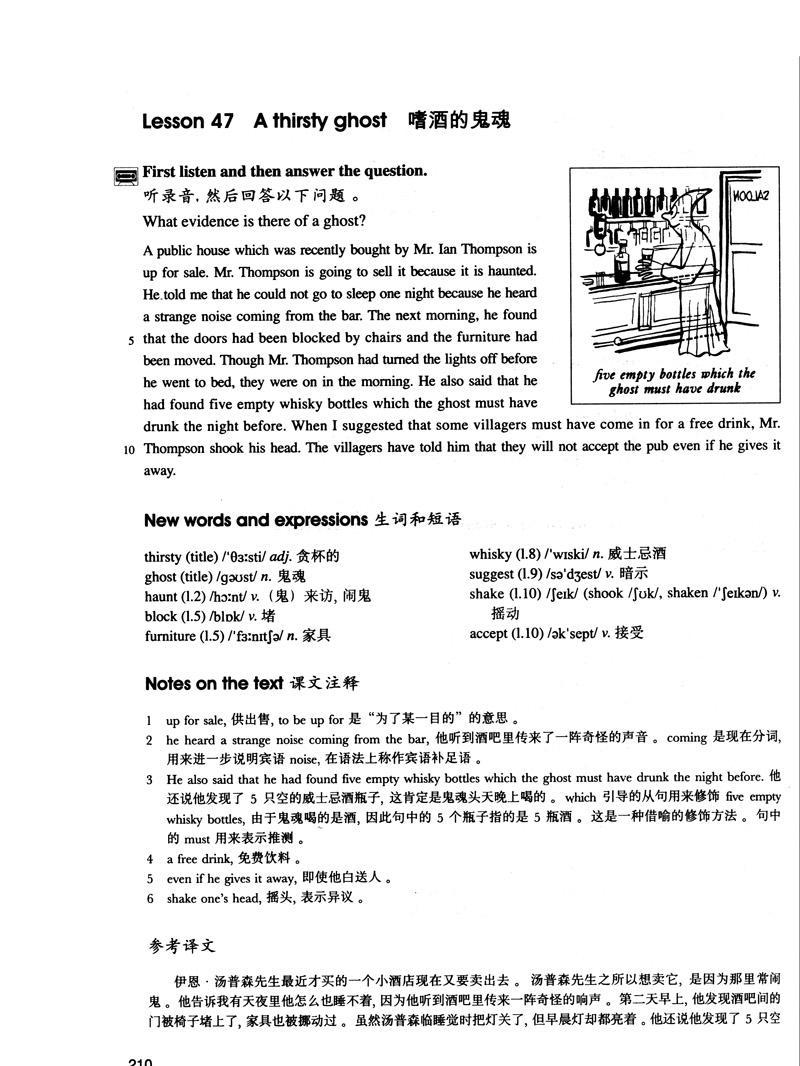 Lesson 47 A thirsty ghost 嗜酒的鬼魂
First listen and then answer the question.
听录音,然后回答以下问题。
What evidence is there of a ghost?
A public house which was recently bought by Mr. Ian Thompson is
up for sale. Mr. Thompson is going to sell it because it is haunted.
He told me that he could not go to sleep one night because he heard
a strange noise coming from the bar. The next morning, he found
5 that the doors had been blocked by chairs and the furniture had
been moved. Though Mr. Thompson had turned the lights off before
he went to bed, they were on in the morning. He also said that he
had found five empty whisky bottles which the ghost must have
drunk the night before. When I suggested that some villagers must have come in for a free drink, Mr.
10 Thompson shook his head. The villagers have told him that they will not accept the pub even if he gives it
away.
SALOON
five empty bottles which the
ghost must have drunk
New words and expressions 生词和短语
thirsty (title) /'θɜ:sti/ adj. 贪杯的
ghost (title) /gəʊst/ n. 鬼魂
haunt (l.2) /hɔ:nt/ v. (鬼)来访,闹鬼
block (l.5) /blɒk/ v. 堵
furniture (l.5) /'fɜ:nɪtʃə/ n. 家具
whisky (l.8) /'wɪski/ n. 威士忌酒
suggest (l.9) /sə'dʒest/ v. 暗示
shake (l.10) /ʃeɪk/ (shook /ʃʊk/, shaken /'ʃeɪkən/) v.
摇动
accept (l.10) /ək'sept/ v. 接受
Notes on the text 课文注释
1 up for sale, 供出售, to be up for 是“为了某一目的”的意思。
2 he heard a strange noise coming from the bar, 他听到酒吧里传来了一阵奇怪的声音。coming 是现在分词,
用来进一步说明宾语 noise, 在语法上称作宾语补足语。
3 He also said that he had found five empty whisky bottles which the ghost must have drunk the night before. 他
还说他发现了 5 只空的威士忌酒瓶子, 这肯定是鬼魂头天晚上喝的。which 引导的从句用来修饰 five empty
whisky bottles, 由于鬼魂喝的是酒, 因此句中的 5 个瓶子指的是 5 瓶酒。这是一种借喻的修饰方法。句中
的 must 用来表示推测。
4 a free drink, 免费饮料。
5 even if he gives it away, 即使他白送人。
6 shake one's head, 摇头, 表示异议。
参考译文
伊恩·汤普森先生最近才买的一个小酒店现在又要卖出去。汤普森先生之所以想卖它, 是因为那里常闹
鬼。他告诉我有天夜里他怎么也睡不着, 因为他听到酒吧里传来一阵奇怪的响声。第二天早上, 他发现酒吧间的
门被椅子堵上了, 家具也被挪动过。虽然汤普森临睡觉时把灯关了, 但早晨灯却都亮着。他还说他发现了 5 只空
210